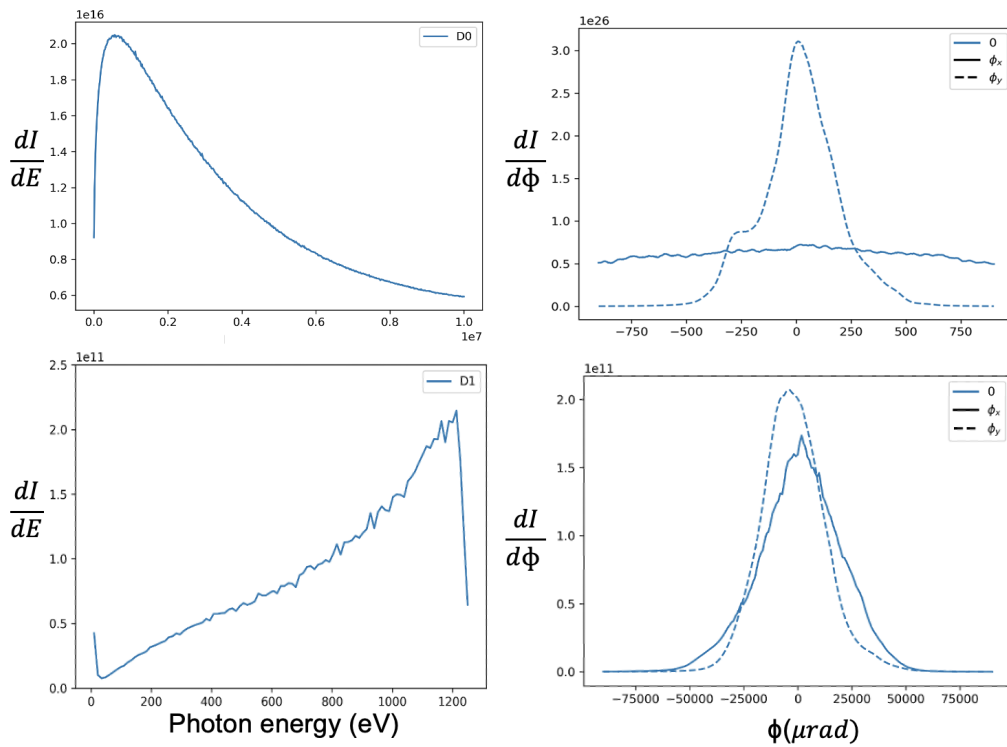 1e16
D0
dI
dE
2.0
1.8
1.6
1.4
1.2
1.0
0.8
0.6
0.0 0.2 0.4 0.6 0.8 1.0
1e7
1e26
0
ϕx
ϕy
dI
dϕ
3.0
2.5
2.0
1.5
1.0
0.5
0.0
−750 −500 −250 0 250 500 750
1e11
D1
dI
dE
2.5
2.0
1.5
1.0
0.5
0.0
0 200 400 600 800 1000 1200
Photon energy (eV)
1e11
0
ϕx
ϕy
dI
dϕ
2.0
1.5
1.0
0.5
0.0
−75000 −50000 −25000 0 25000 50000 75000
ϕ(μrad)